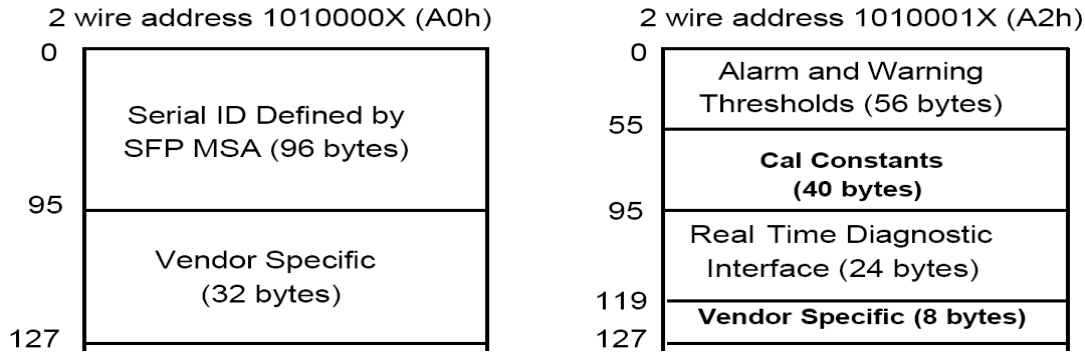 2 wire address 1010000X (A0h)
0
Serial ID Defined by
SFP MSA (96 bytes)
95
Vendor Specific
(32 bytes)
127
2 wire address 1010001X (A2h)
0
Alarm and Warning
Thresholds (56 bytes)
55
Cal Constants
(40 bytes)
95
Real Time Diagnostic
Interface (24 bytes)
119
Vendor Specific (8 bytes)
127